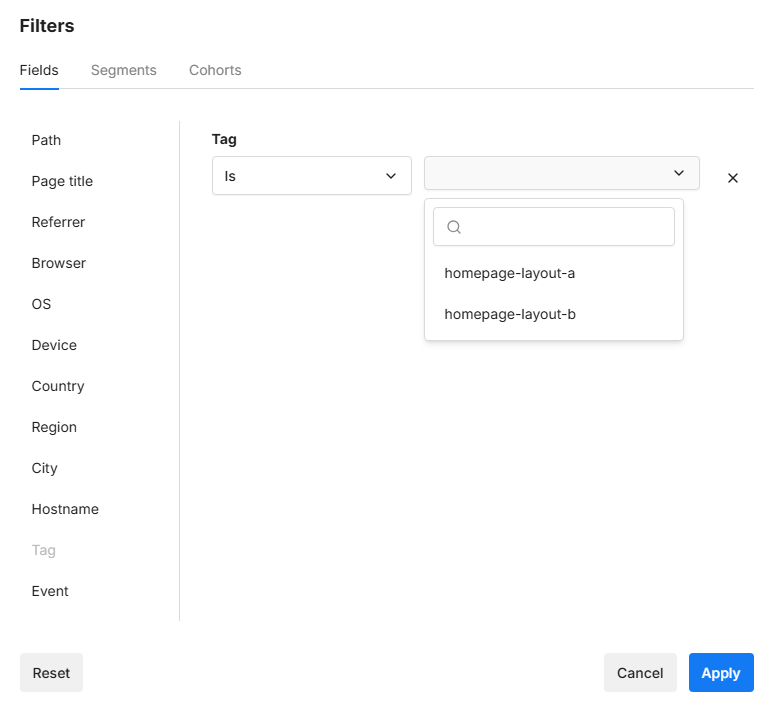 Filters
Fields Segments Cohorts
Path
Page title
Referrer
Browser
OS
Device
Country
Region
City
Hostname
Tag
Event
Tag
Is
homepage-layout-a
homepage-layout-b
Reset Cancel Apply